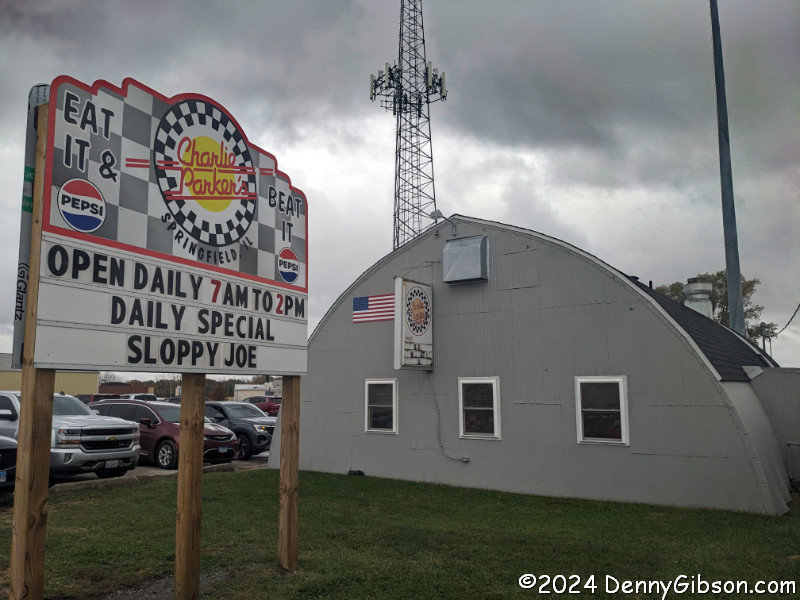 EAT
IT &
Charlie
Parker's
BEAT
IT
PEPSI
SPRINGFIELD IL
PEPSI
OPEN DAILY 7AM TO 2PM
DAILY SPECIAL
SLOPPY JOE
(G)Glantz
©2024 DennyGibson.com